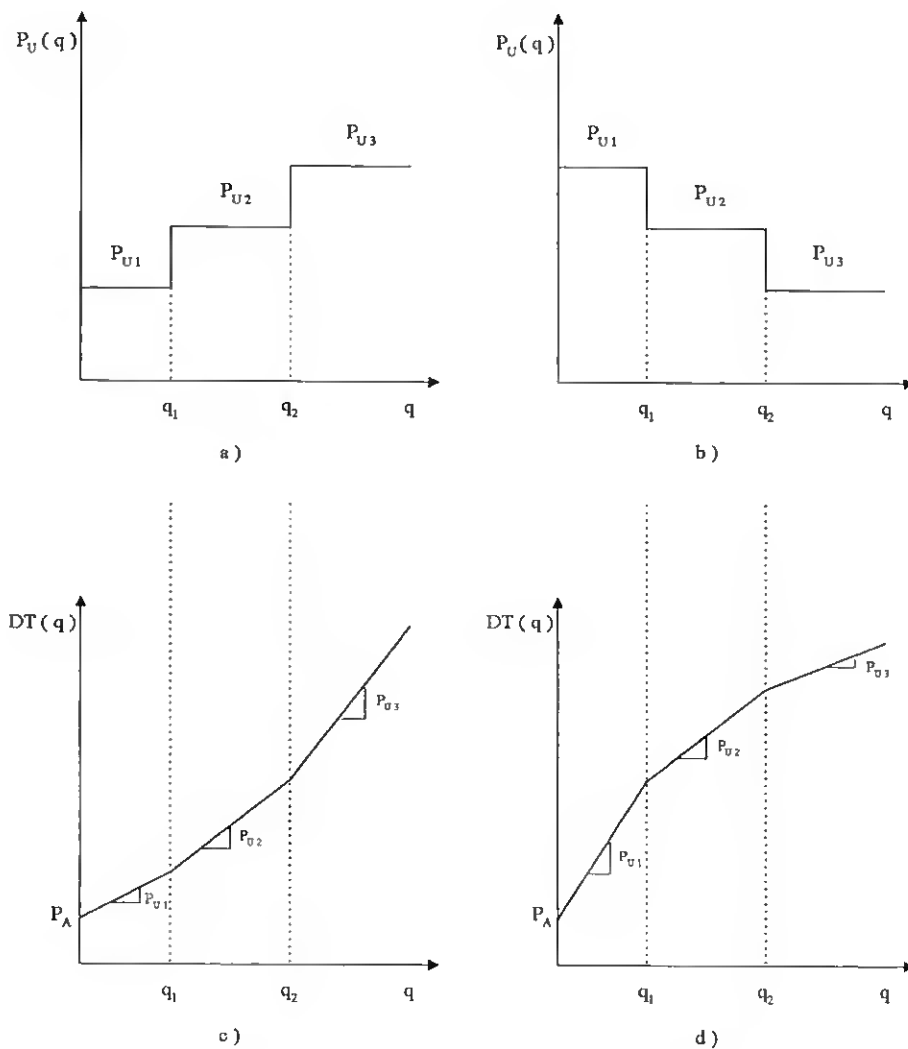 P_U(q)
P_U3
P_U2
P_U1
q_1
q_2
q
a )
P_U(q)
P_U1
P_U2
P_U3
q_1
q_2
q
b )
DT(q)
P_U3
P_U2
P_U1
P_A
q_1
q_2
q
c )
DT(q)
P_U3
P_U2
P_U1
P_A
q_1
q_2
q
d )